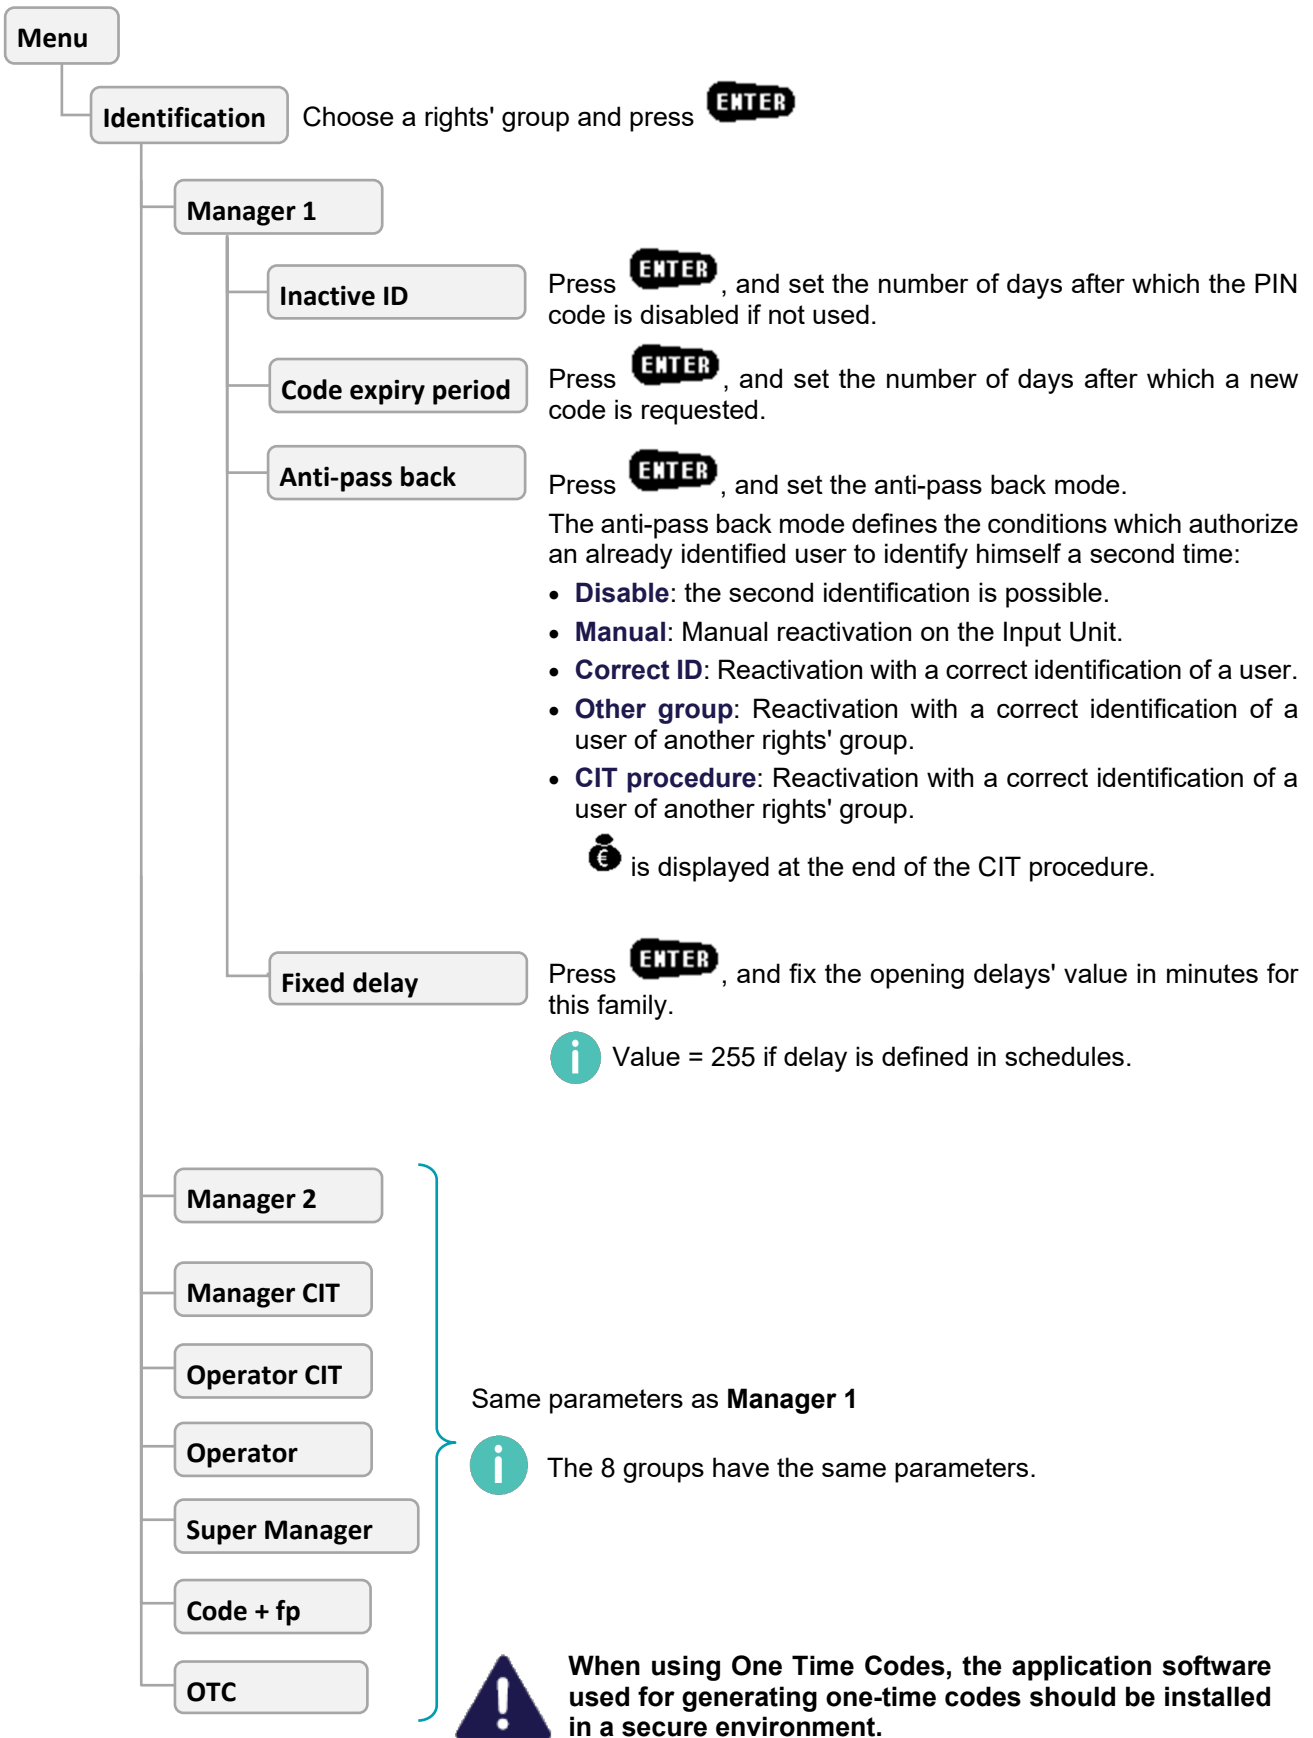 Menu
Identification
Choose a rights' group and press ENTER
Manager 1
Inactive ID
Press ENTER, and set the number of days after which the PIN
code is disabled if not used.
Code expiry period
Press ENTER, and set the number of days after which a new
code is requested.
Anti-pass back
Press ENTER, and set the anti-pass back mode.
The anti-pass back mode defines the conditions which authorize
an already identified user to identify himself a second time:
• Disable: the second identification is possible.
• Manual: Manual reactivation on the Input Unit.
• Correct ID: Reactivation with a correct identification of a user.
• Other group: Reactivation with a correct identification of a
user of another rights' group.
• CIT procedure: Reactivation with a correct identification of a
user of another rights' group.
€ is displayed at the end of the CIT procedure.
Fixed delay
Press ENTER, and fix the opening delays' value in minutes for
this family.
i Value = 255 if delay is defined in schedules.
Manager 2
Manager CIT
Operator CIT
Operator
Super Manager
Code + fp
OTC
Same parameters as Manager 1
i The 8 groups have the same parameters.
! When using One Time Codes, the application software
used for generating one-time codes should be installed
in a secure environment.